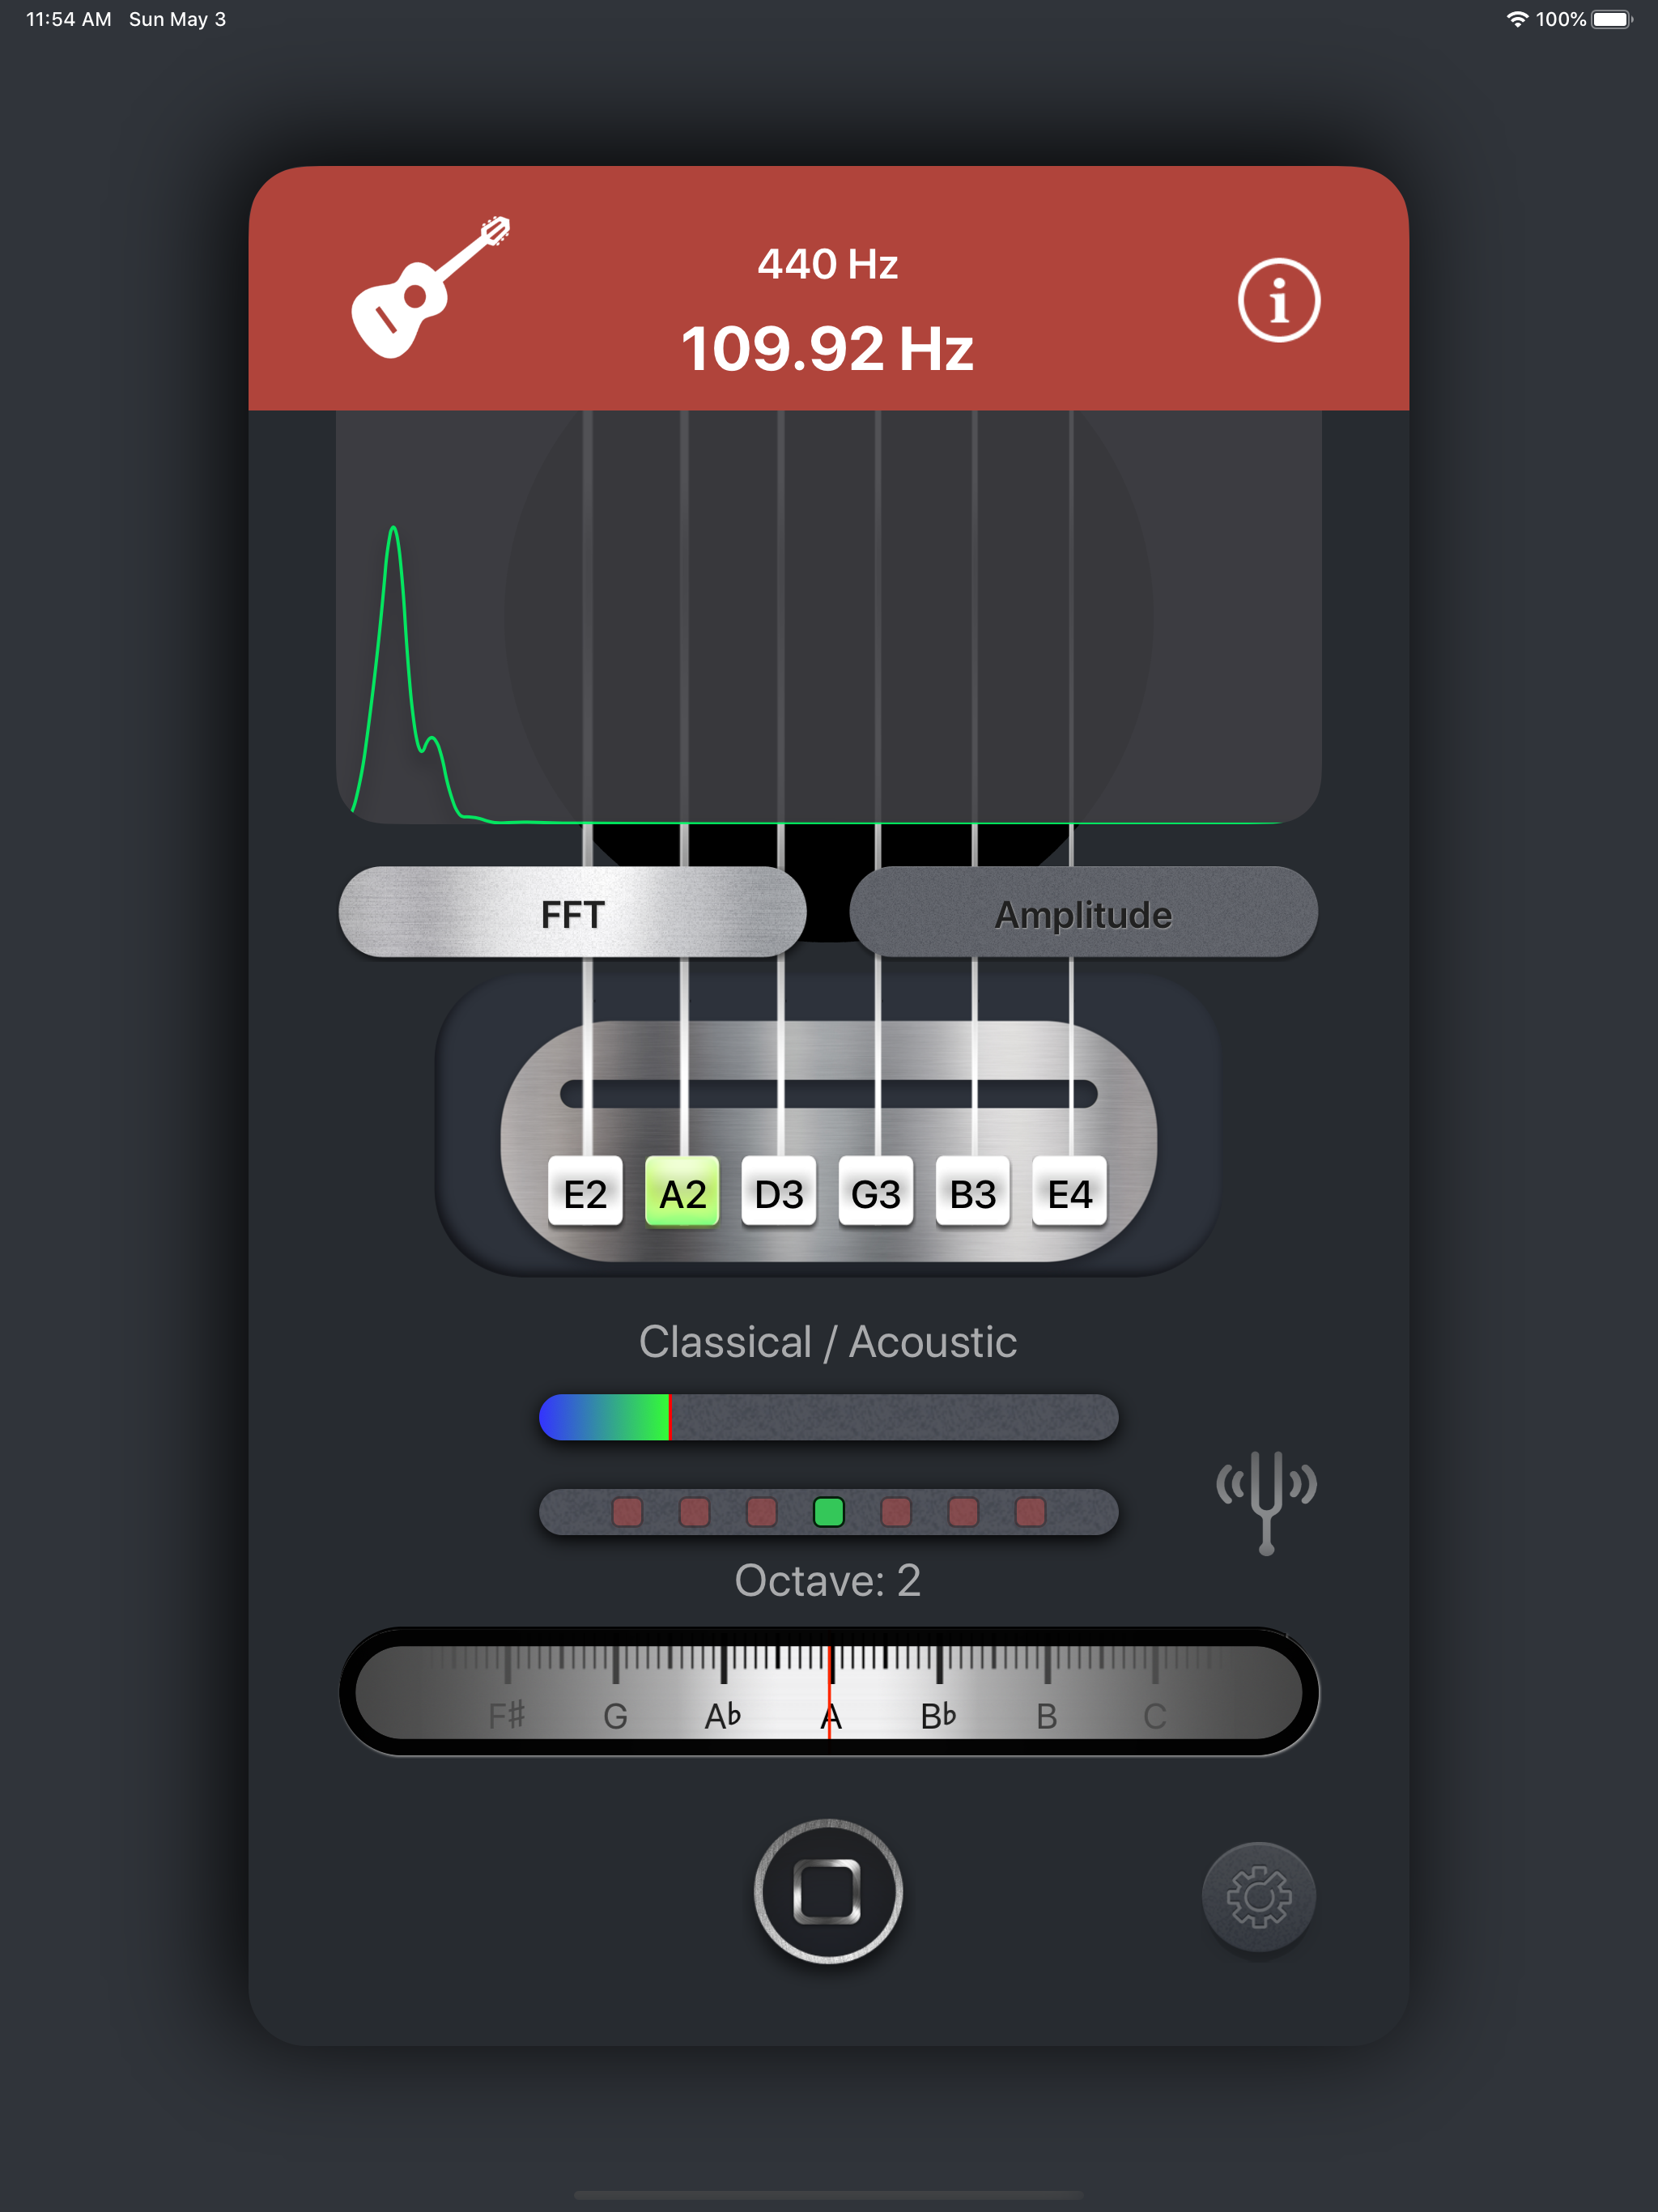 11:54 AM Sun May 3
100%
440 Hz
109.92 Hz
FFT
Amplitude
E2 A2 D3 G3 B3 E4
Classical / Acoustic
Octave: 2
F♯ G A♭ A B♭ B C